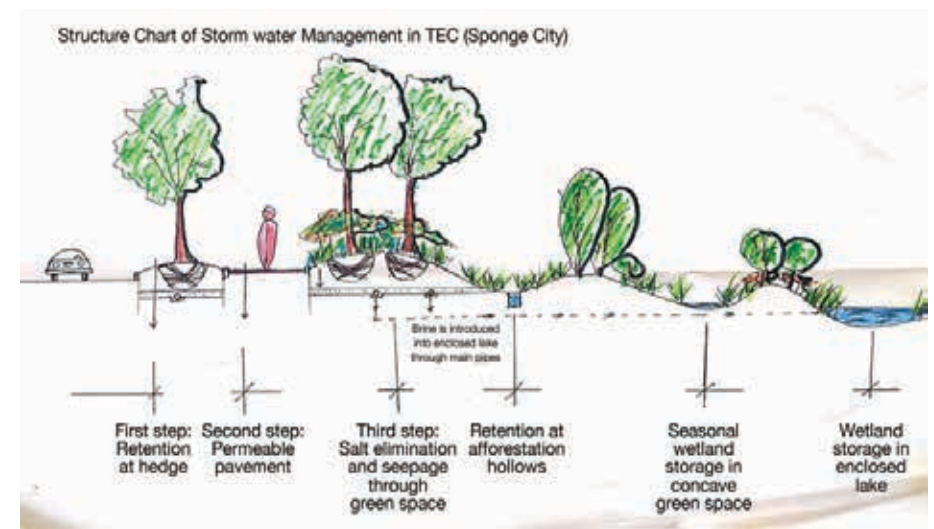 Structure Chart of Storm water Management in TEC (Sponge City)
Brine is introduced
into enclosed lake
through main pipes
First step:
Retention
at hedge
Second step:
Permeable
pavement
Third step:
Salt elimination
and seepage
through
green space
Retention at
afforestation
hollows
Seasonal
wetland
storage in
concave
green space
Wetland
storage in
enclosed
lake